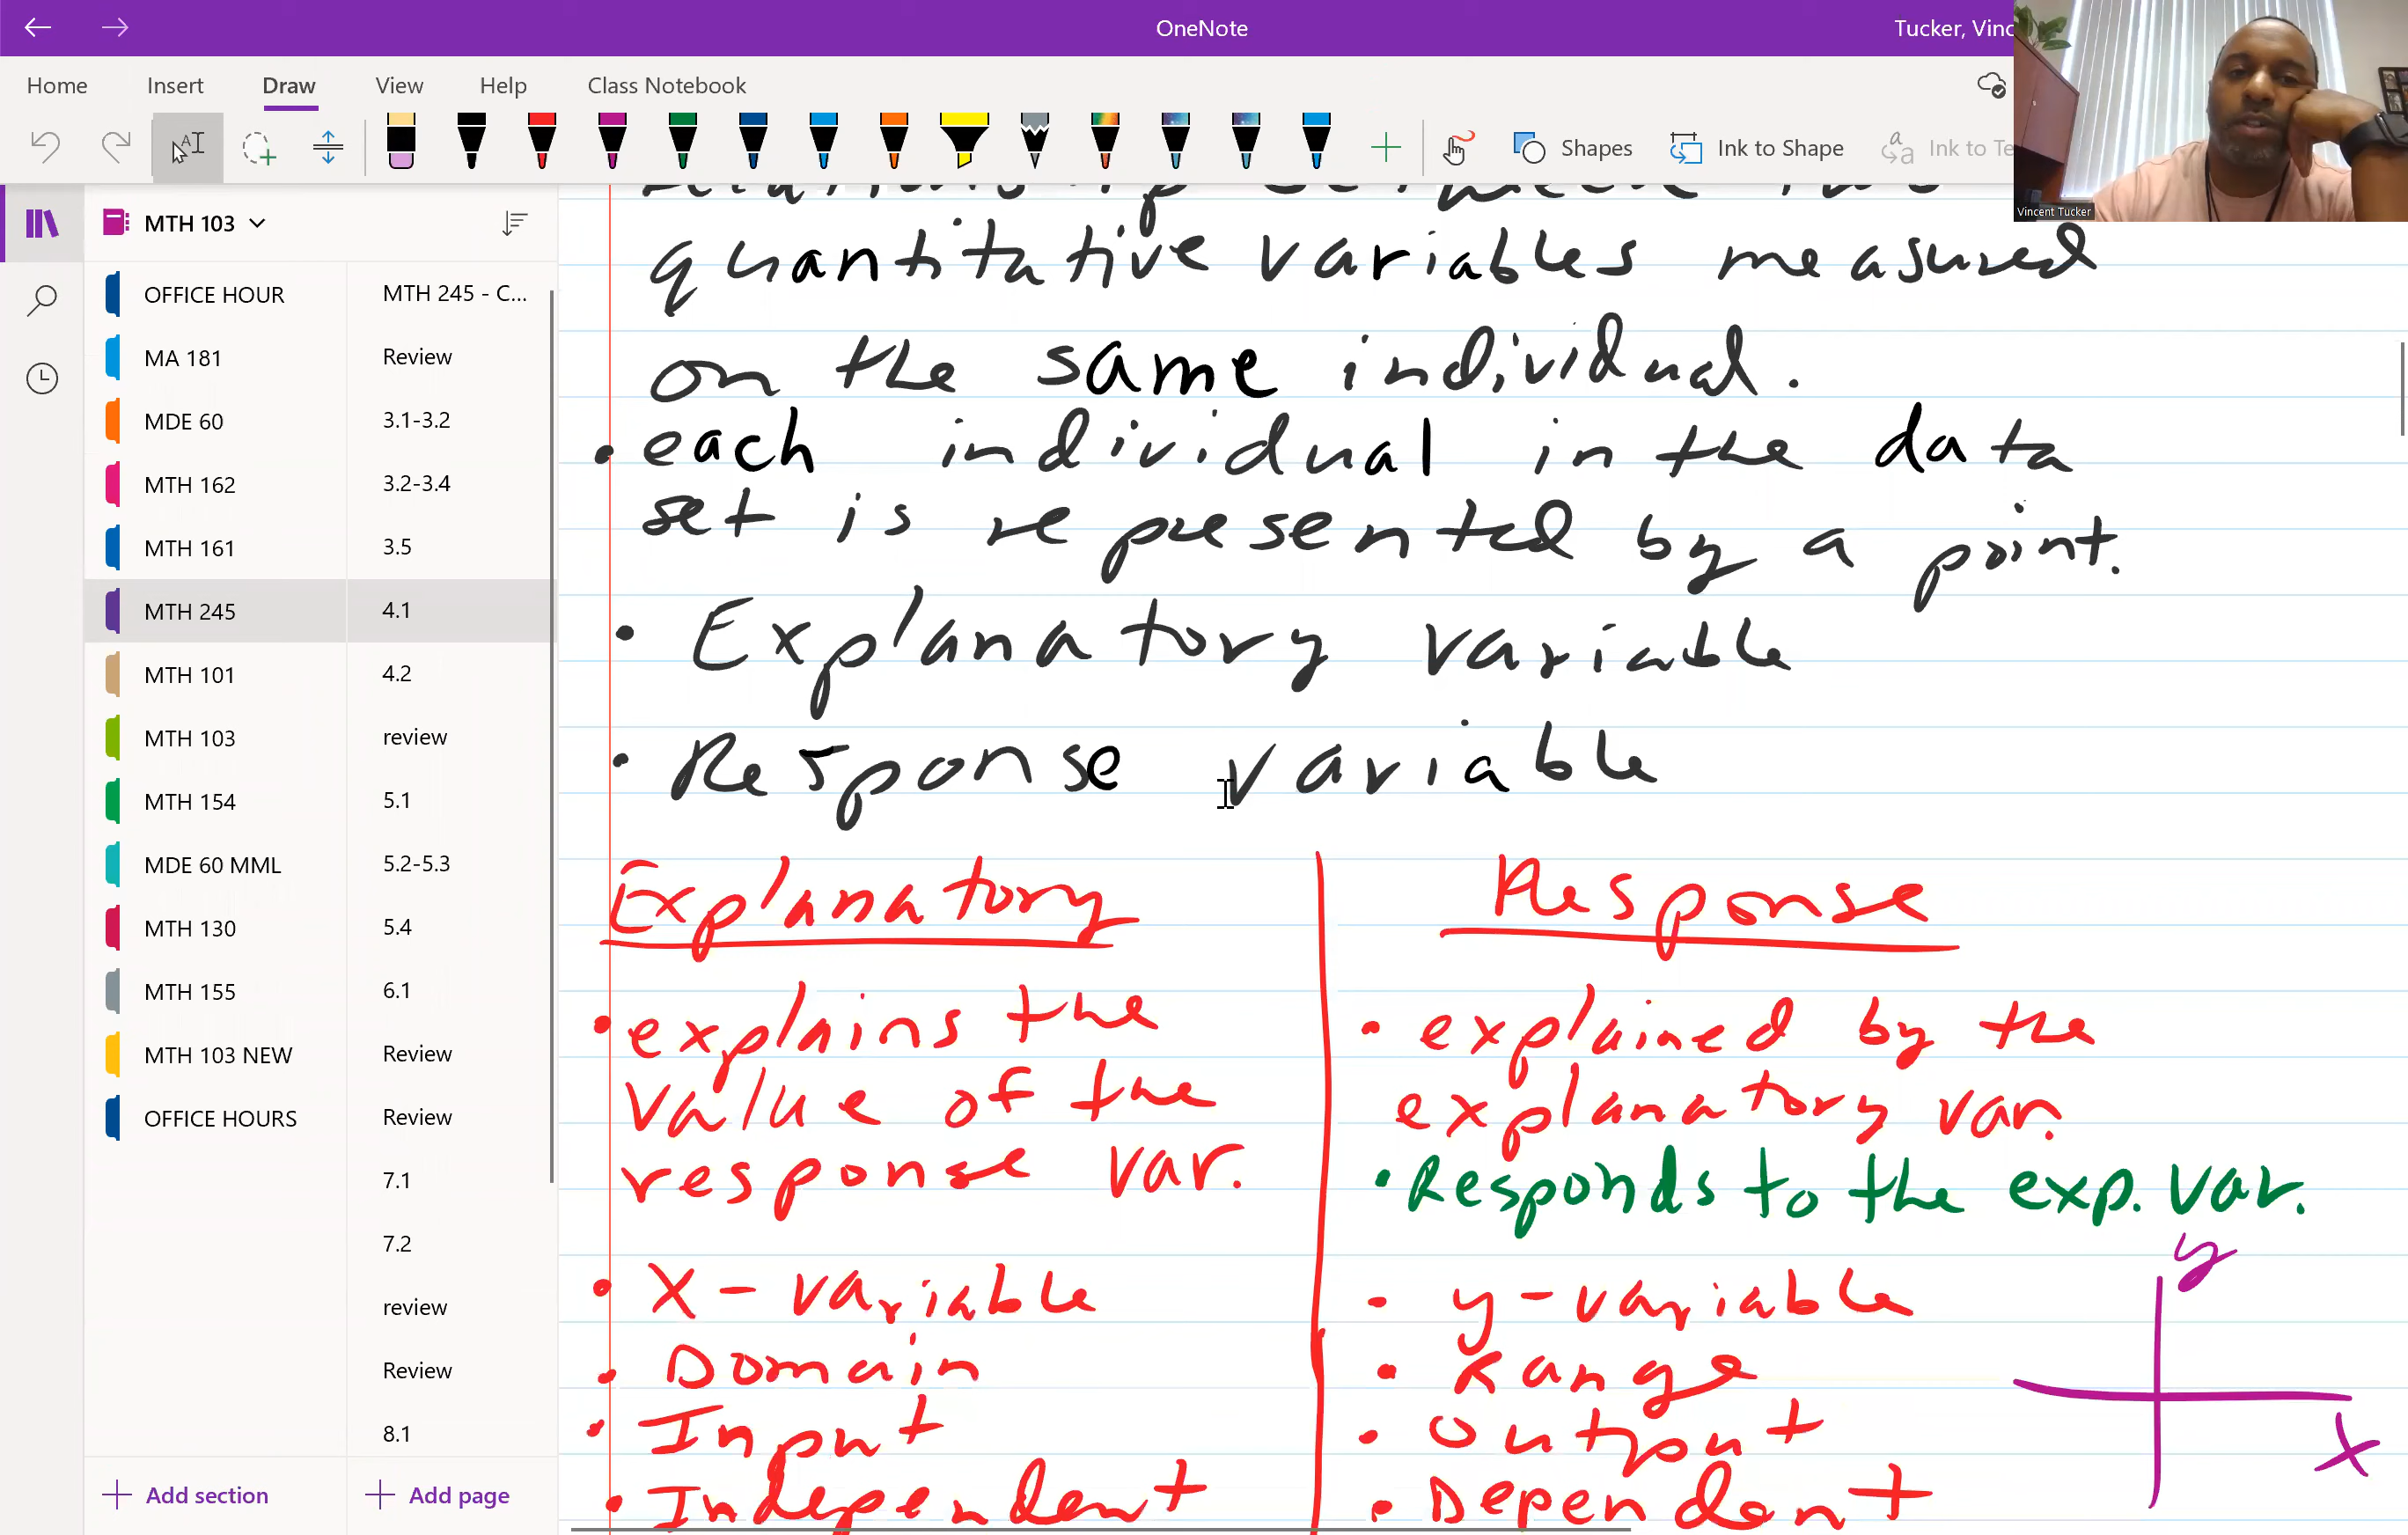 OneNote
Tucker, Vinc
Home Insert Draw View Help Class Notebook
Shapes Ink to Shape Ink to Te
Vincent Tucker
MTH 103
OFFICE HOUR
MA 181
MDE 60
MTH 162
MTH 161
MTH 245
MTH 101
MTH 103
MTH 154
MDE 60 MML
MTH 130
MTH 155
MTH 103 NEW
OFFICE HOURS
Add section
MTH 245 - C...
Review
3.1-3.2
3.2-3.4
3.5
4.1
4.2
review
5.1
5.2-5.3
5.4
6.1
Review
Review
7.1
7.2
review
Review
8.1
Add page
quantitative variables measured
on the same individual.
• each individual in the data
set is represented by a point.
• Explanatory variable
• Response variable
Explanatory
• explains the
value of the
response var.
• X - variable
• Domain
• Input
• Independent
Response
• explained by the
explanatory var.
• Responds to the exp. var.
• y - variable
• Range
• Output
• Dependent
y
x